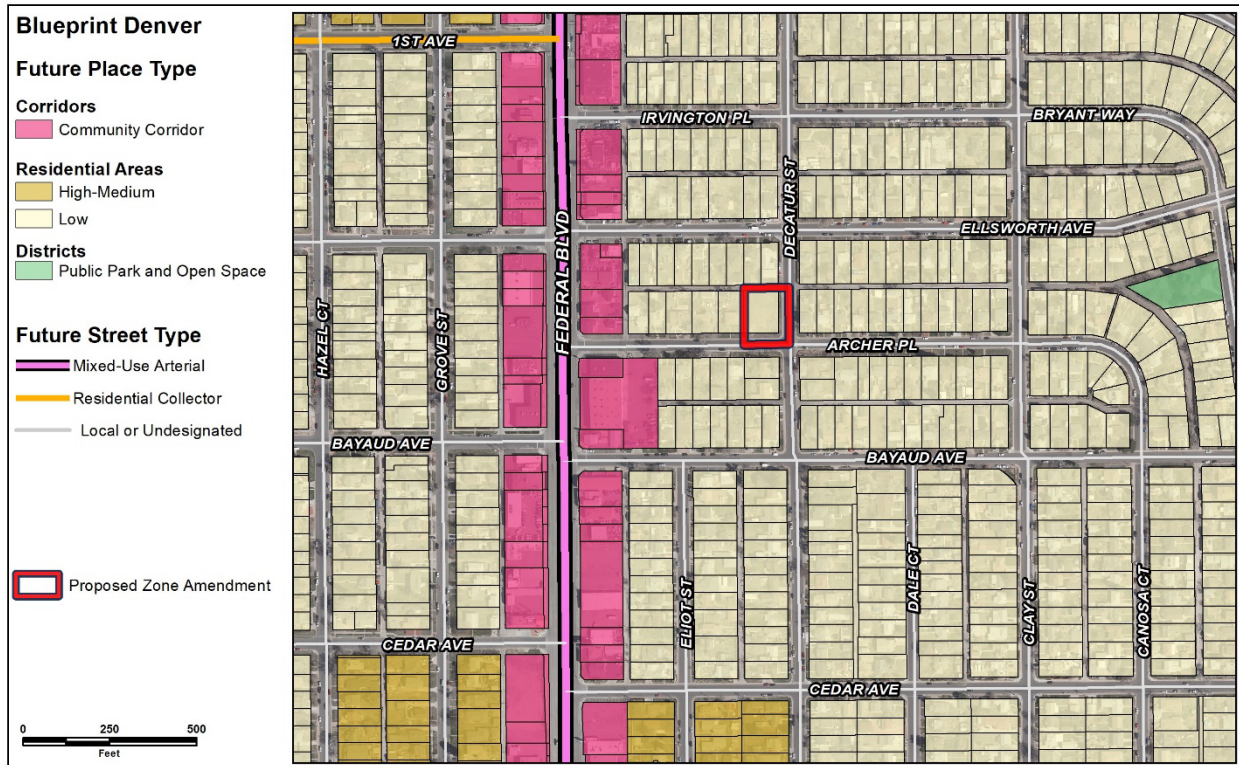 Blueprint Denver
Future Place Type
Corridors
Community Corridor
Residential Areas
High-Medium
Low
Districts
Public Park and Open Space
Future Street Type
Mixed-Use Arterial
Residential Collector
Local or Undesignated
Proposed Zone Amendment
0 250 500
Feet
1ST AVE
IRVINGTON PL
BRYANT WAY
DECATUR ST
ELLSWORTH AVE
FEDERAL BLVD
HAZEL CT
GROVE ST
ARCHER PL
BAYAUD AVE
BAYAUD AVE
ELIOT ST
DALE CT
CLAY ST
CANOSA CT
CEDAR AVE
CEDAR AVE